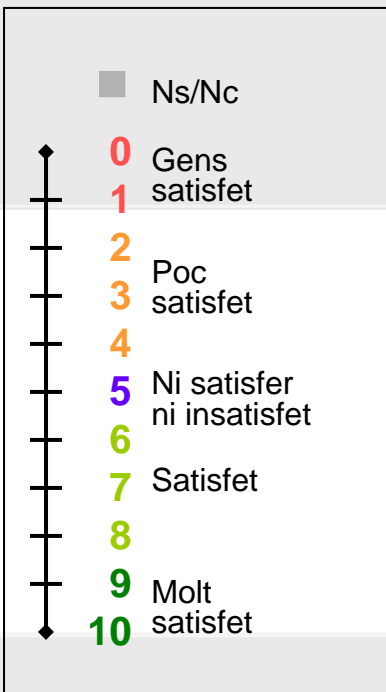 Ns/Nc
0 Gens
1 satisfet
2
Poc
3 satisfet
4
5 Ni satisfer
ni insatisfet
6
7 Satisfet
8
9 Molt
10 satisfet